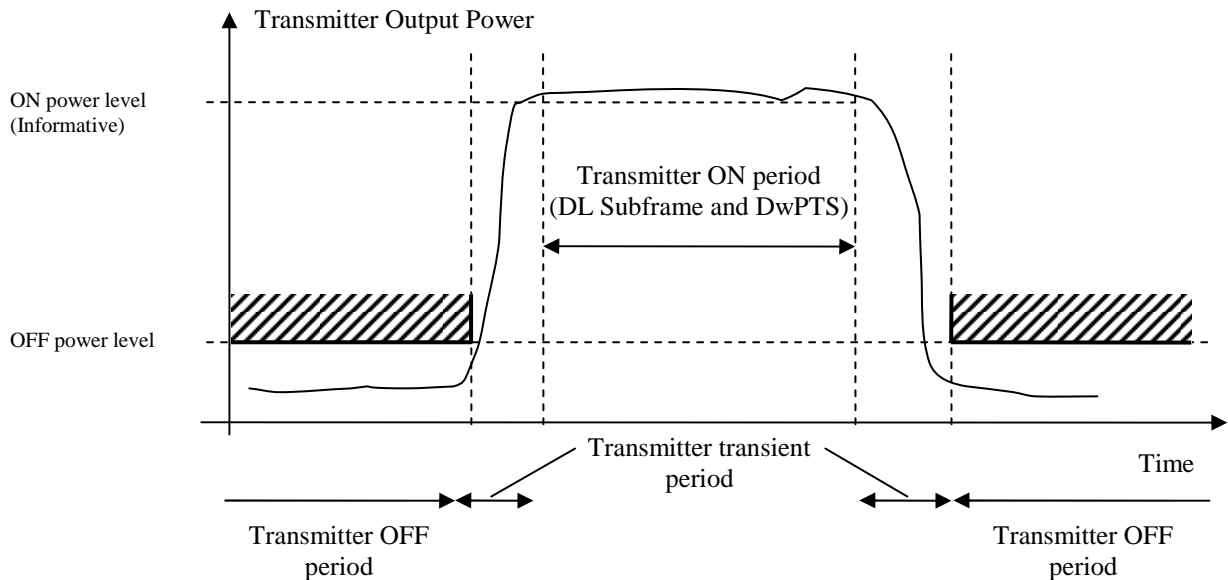 Transmitter Output Power
ON power level
(Informative)
Transmitter ON period
(DL Subframe and DwPTS)
OFF power level
Transmitter transient
period
Time
Transmitter OFF
period
Transmitter OFF
period